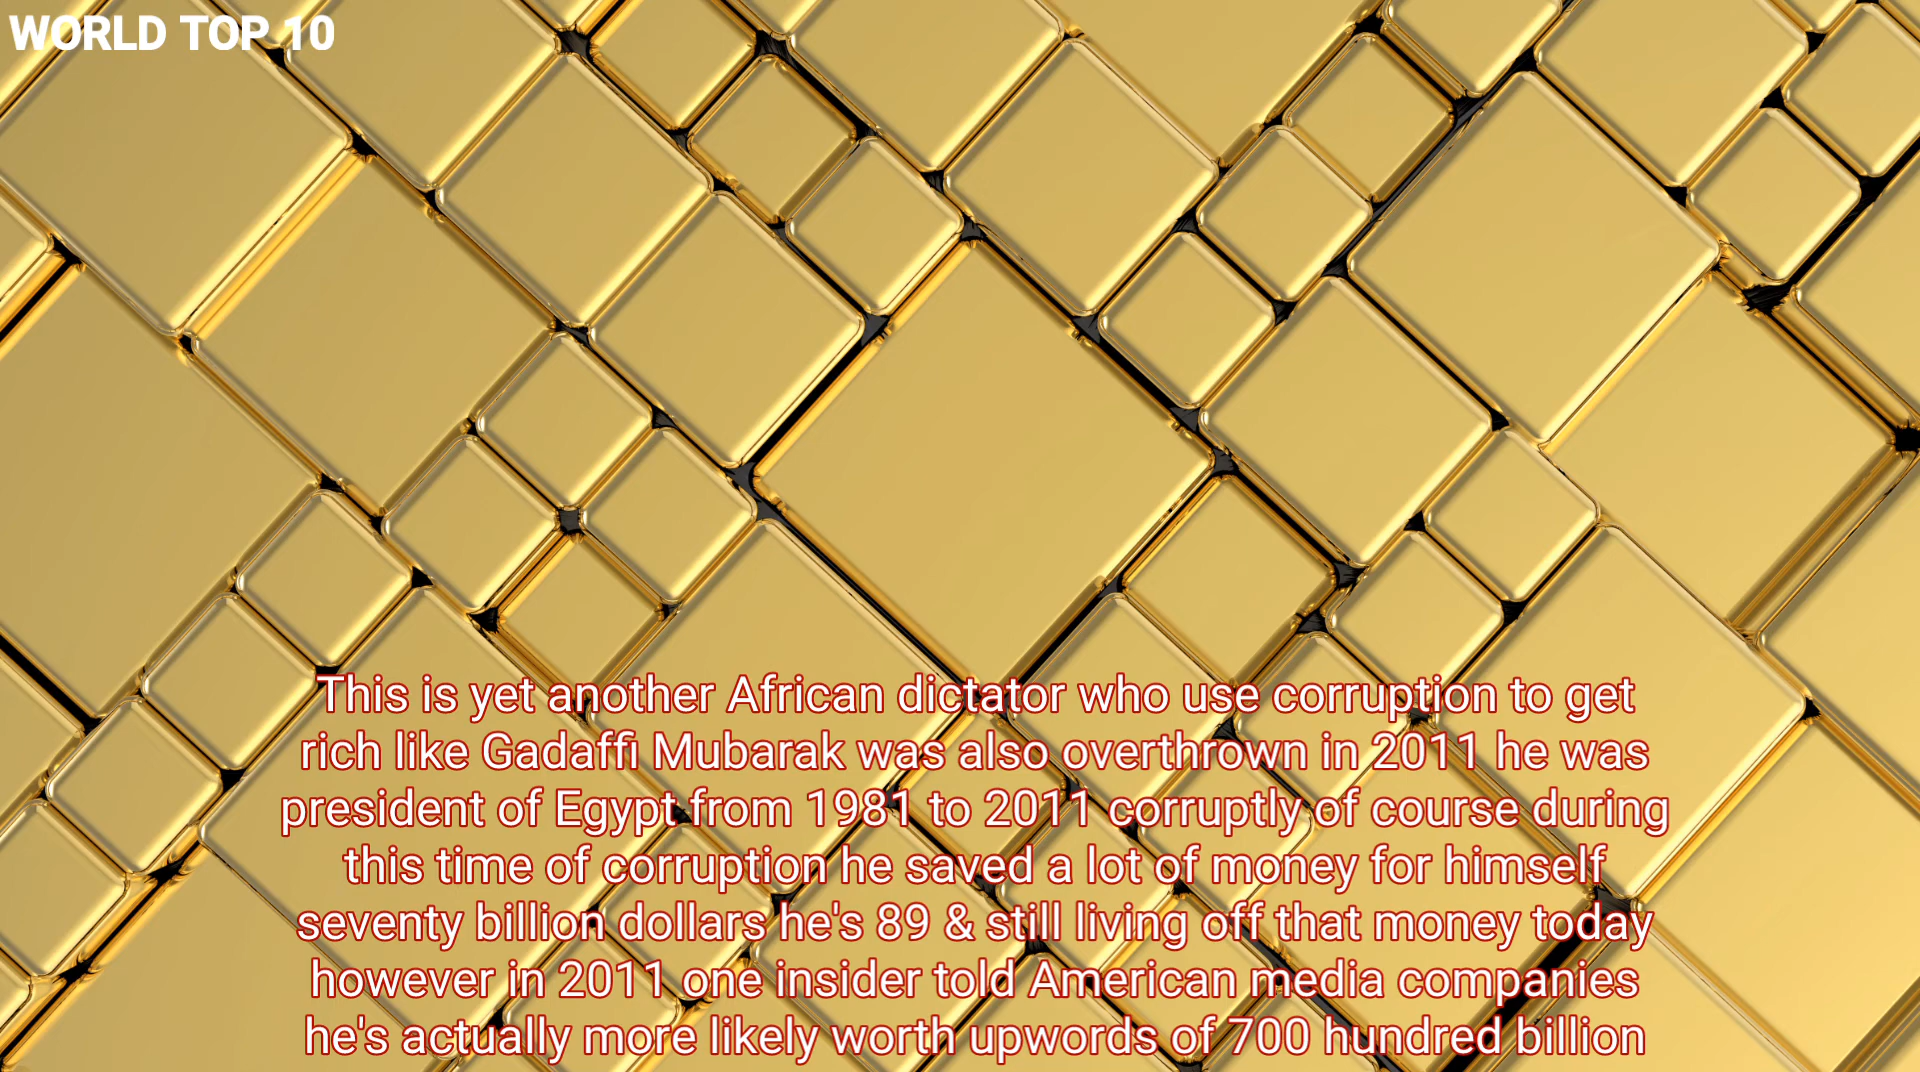 WORLD TOP 10
This is yet another African dictator who use corruption to get
rich like Gadaffi Mubarak was also overthrown in 2011 he was
president of Egypt from 1981 to 2011 corruptly of course during
this time of corruption he saved a lot of money for himself
seventy billion dollars he's 89 & still living off that money today
however in 2011 one insider told American media companies
he's actually more likely worth upwords of 700 hundred billion